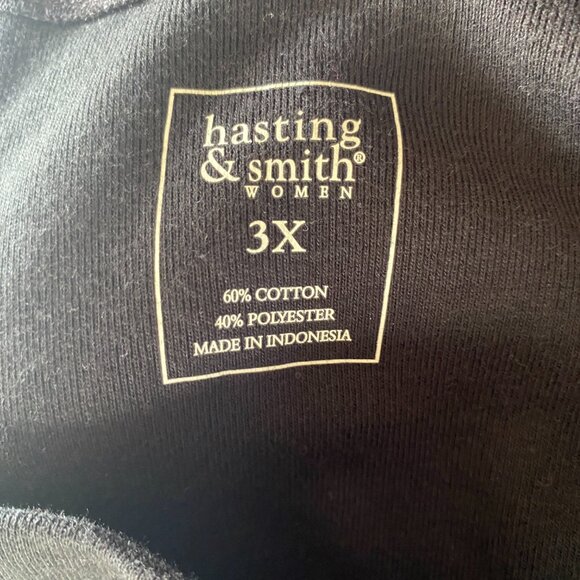 hasting
& smith®
WOMEN
3X
60% COTTON
40% POLYESTER
MADE IN INDONESIA